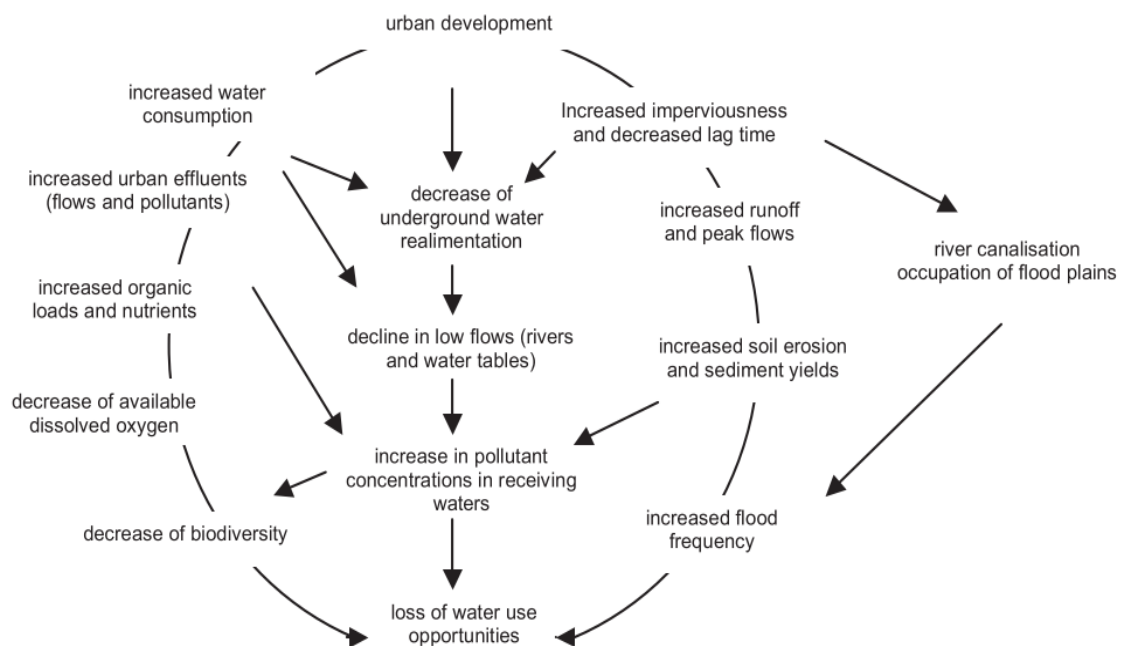 urban development
increased water
consumption
Increased imperviousness
and decreased lag time
increased urban effluents
(flows and pollutants)
decrease of
underground water
realimentation
increased runoff
and peak flows
river canalisation
occupation of flood plains
increased organic
loads and nutrients
decline in low flows (rivers
and water tables)
increased soil erosion
and sediment yields
decrease of available
dissolved oxygen
increase in pollutant
concentrations in receiving
waters
decrease of biodiversity
increased flood
frequency
loss of water use
opportunities